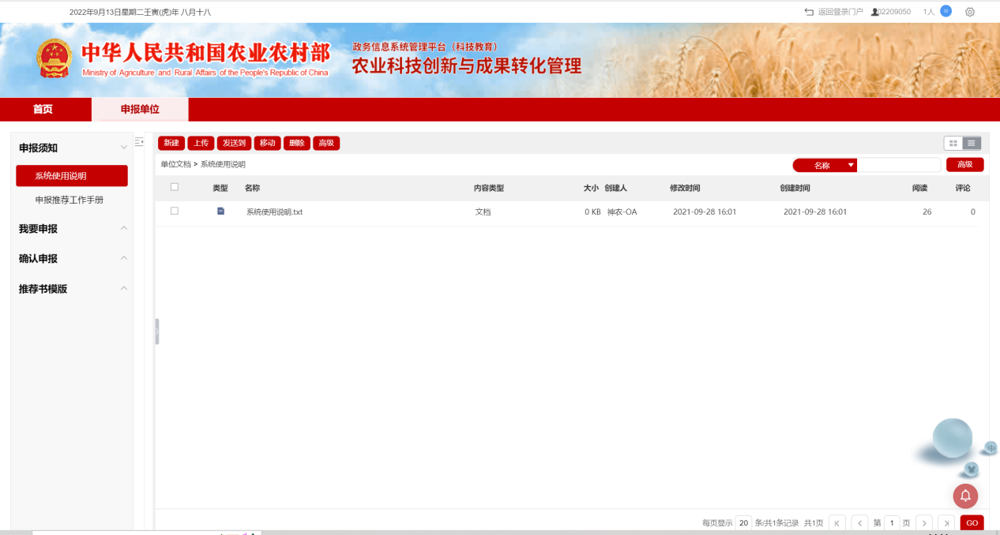 2022年9月13日星期二壬寅(虎)年 八月十八
返回登录门户 02209050 1人
中华人民共和国农业农村部
Ministry of Agriculture and Rural Affairs of the People's Republic of China
政务信息系统管理平台（科技教育）
农业科技创新与成果转化管理
首页 申报单位
申报须知
系统使用说明
申报推荐工作手册
我要申报
确认申报
推荐书模版
新建 上传 发送到 移动 删除 高级
单位文档 > 系统使用说明
名称 高级
类型 名称 内容类型 大小 创建人 修改时间 创建时间 阅读 评论
系统使用说明.txt 文档 0 KB 神农-OA 2021-09-28 16:01 2021-09-28 16:01 26 0
中
每页显示 20 条/共1条记录 共1页 第 1 页 GO